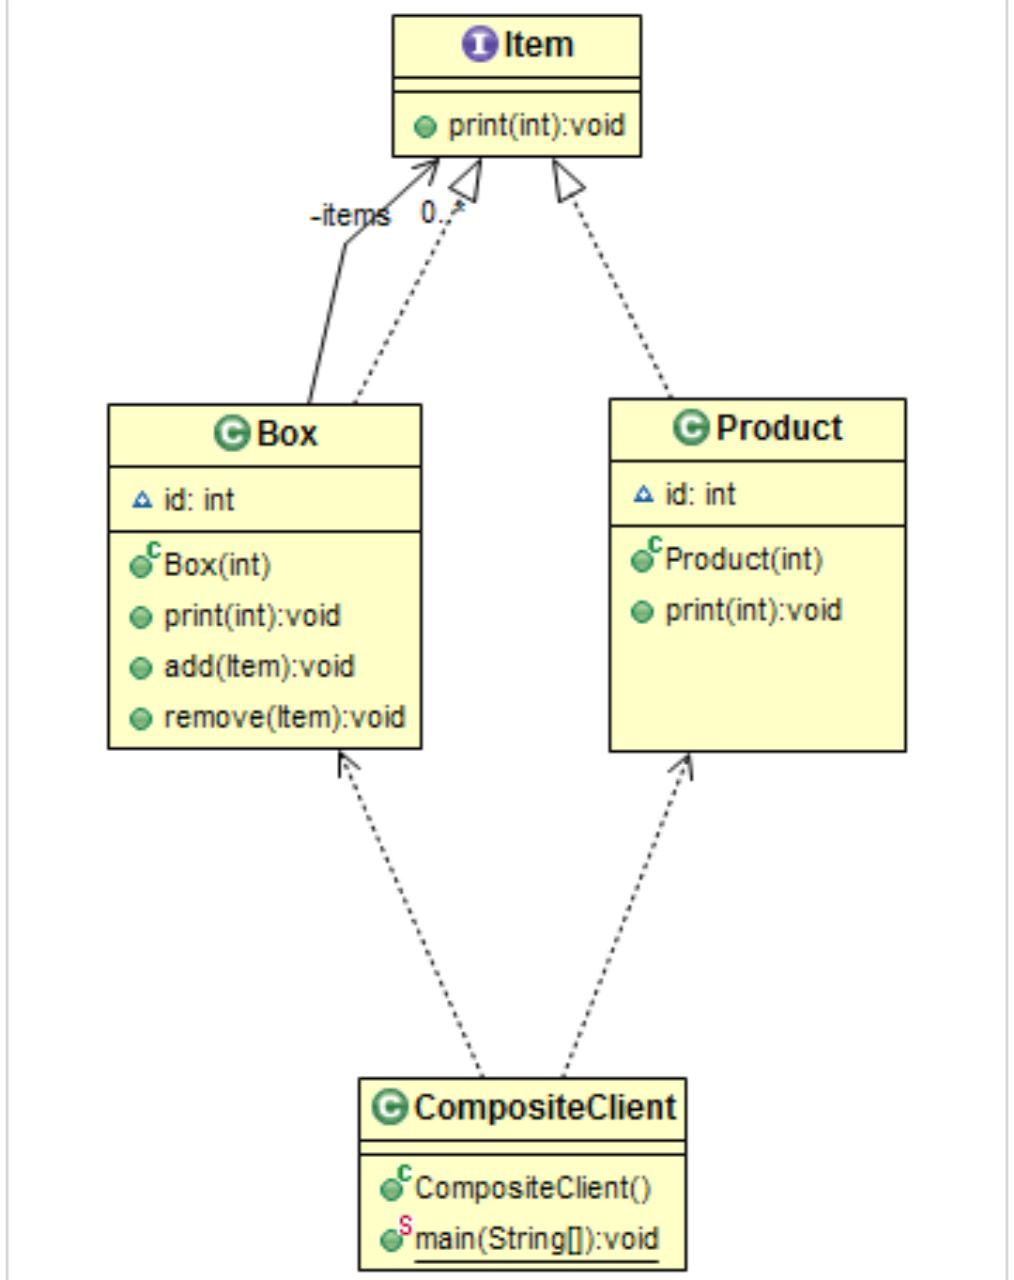 I Item
print(int):void
-items 0..*
C Box
id: int
C Box(int)
print(int):void
add(Item):void
remove(Item):void
C Product
id: int
C Product(int)
print(int):void
C CompositeClient
C CompositeClient()
S main(String[]):void